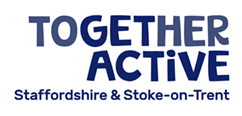 TOGETHER
ACTIVE
Staffordshire & Stoke-on-Trent